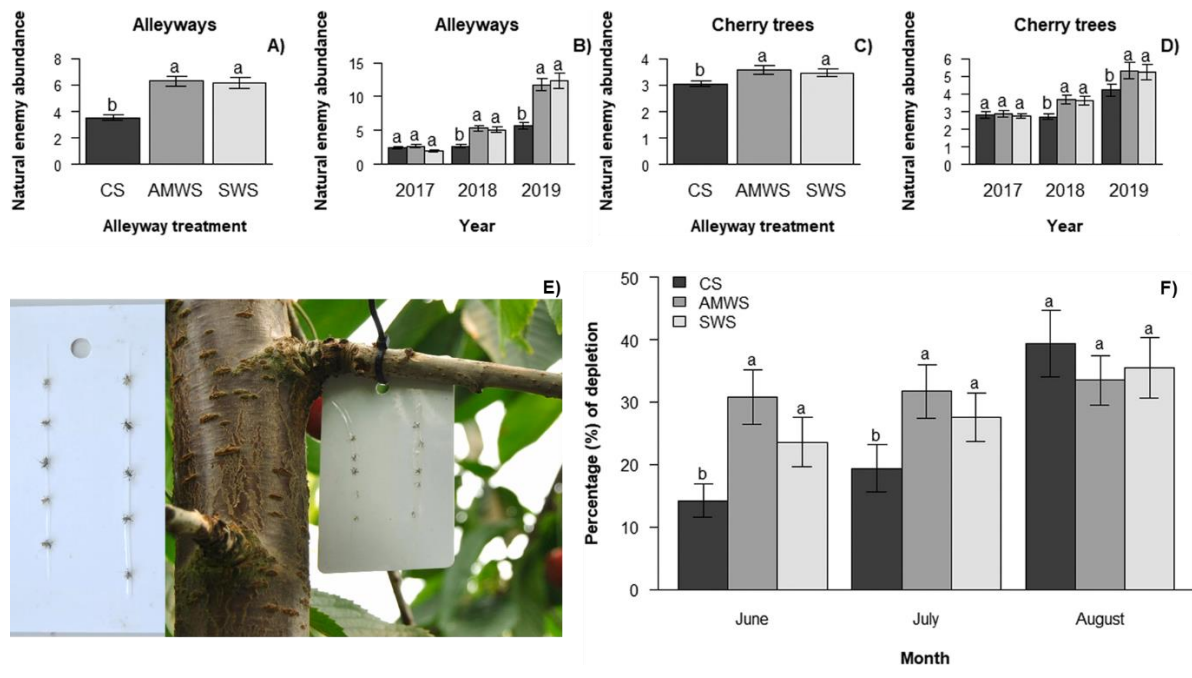 Alleyways
A)
Natural enemy abundance
8
6
4
2
0
b
a
a
CS AMWS SWS
Alleyway treatment
Alleyways
B)
Natural enemy abundance
15
10
5
0
a a a
b a a
b a a
2017 2018 2019
Year
Cherry trees
C)
Natural enemy abundance
4
3
2
1
0
b
a
a
CS AMWS SWS
Alleyway treatment
Cherry trees
D)
Natural enemy abundance
6
5
4
3
2
1
0
a a a
b a a
b a a
2017 2018 2019
Year
E)
F)
Percentage (%) of depletion
50
40
30
20
10
0
CS
AMWS
SWS
b a a
b a a
a a a
June July August
Month